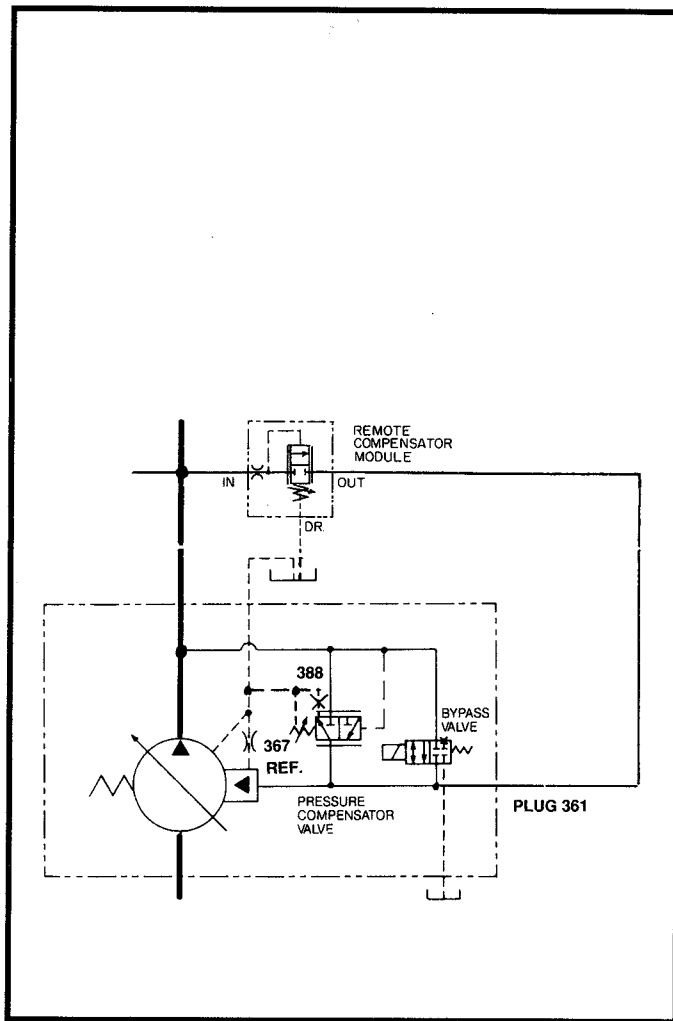 REMOTE
COMPENSATOR
MODULE
IN
OUT
DR.
388
BYPASS
VALVE
367
REF.
PRESSURE
COMPENSATOR
VALVE
PLUG 361